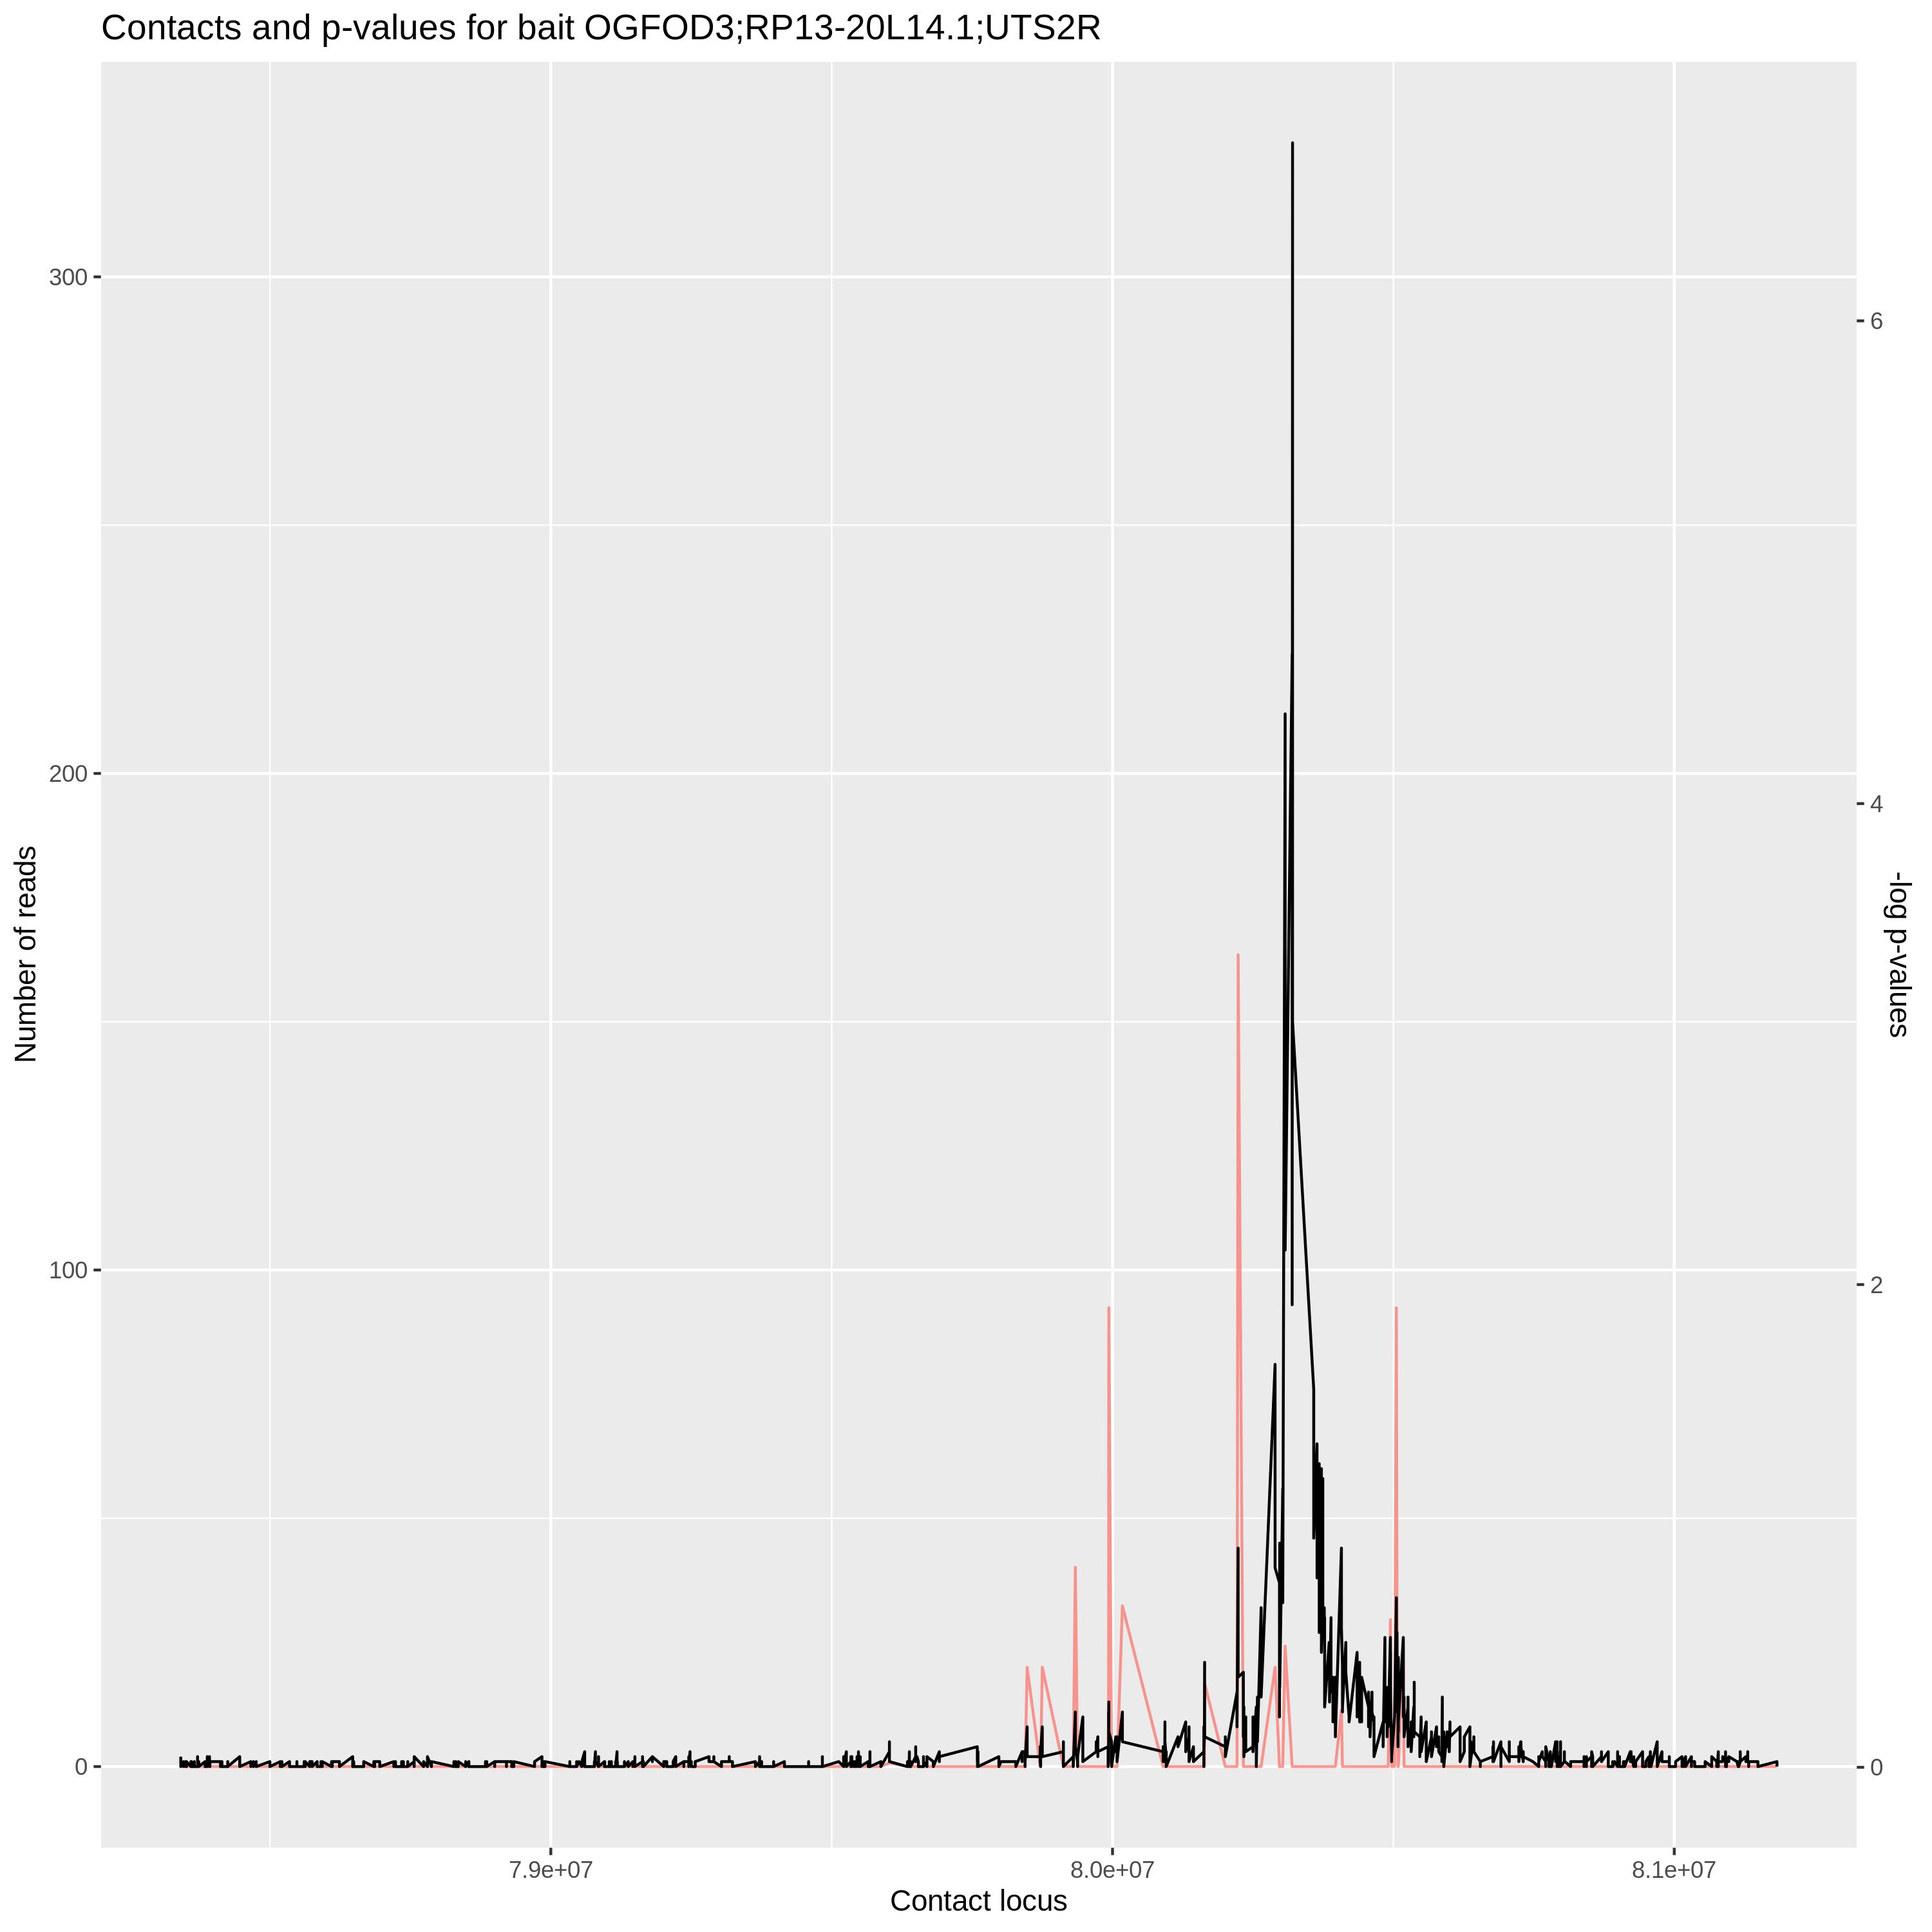 Contacts and p-values for bait OGFOD3;RP13-20L14.1;UTS2R
300
200
100
0
Number of reads
6
4
2
0
-log p-values
7.9e+07
8.0e+07
8.1e+07
Contact locus